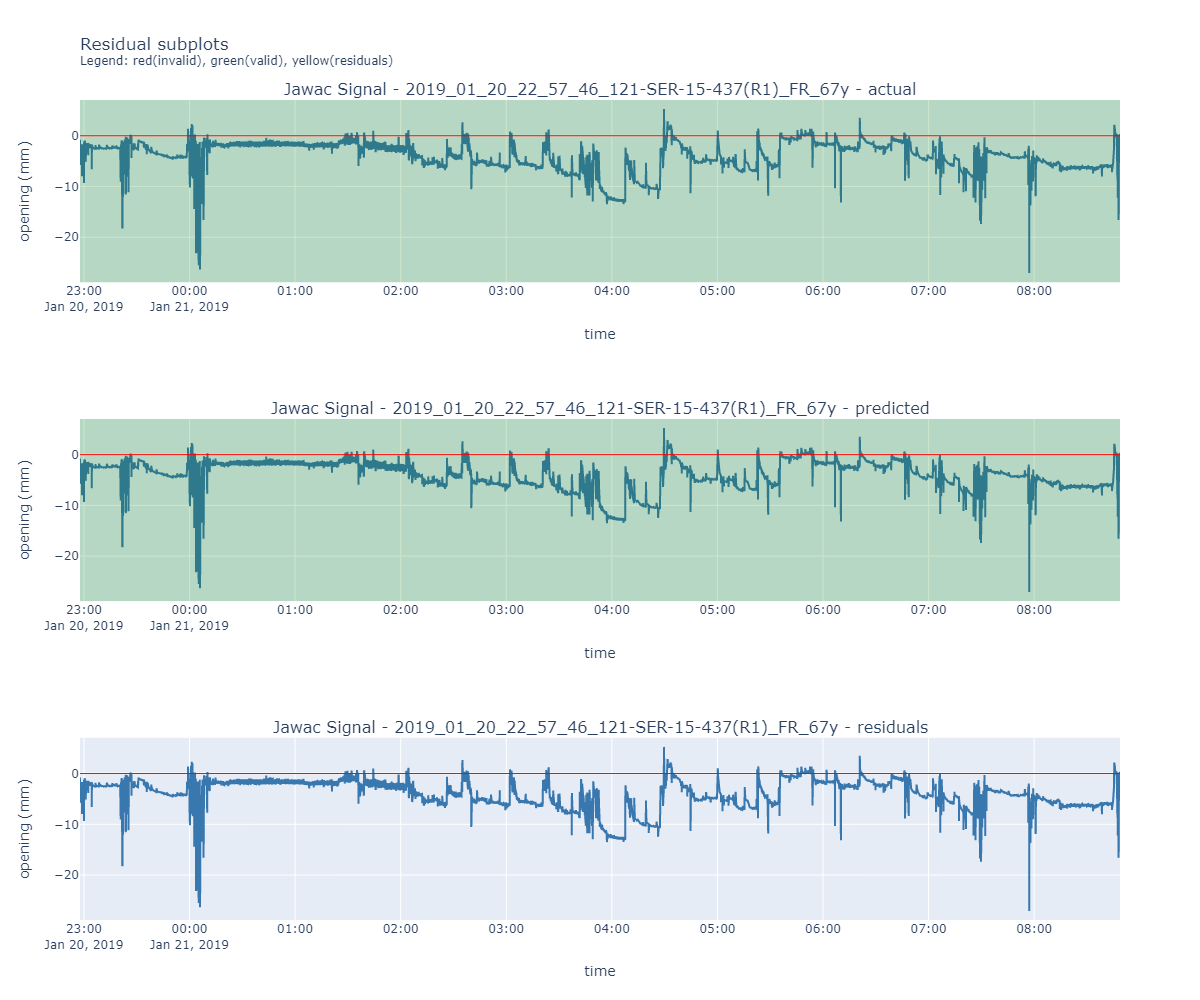 Residual subplots
Legend: red(invalid), green(valid), yellow(residuals)
Jawac Signal - 2019_01_20_22_57_46_121-SER-15-437(R1)_FR_67y - actual
opening (mm)
0
−10
−20
23:00 00:00 01:00 02:00 03:00 04:00 05:00 06:00 07:00 08:00
Jan 20, 2019 Jan 21, 2019
time
Jawac Signal - 2019_01_20_22_57_46_121-SER-15-437(R1)_FR_67y - predicted
opening (mm)
0
−10
−20
23:00 00:00 01:00 02:00 03:00 04:00 05:00 06:00 07:00 08:00
Jan 20, 2019 Jan 21, 2019
time
Jawac Signal - 2019_01_20_22_57_46_121-SER-15-437(R1)_FR_67y - residuals
opening (mm)
0
−10
−20
23:00 00:00 01:00 02:00 03:00 04:00 05:00 06:00 07:00 08:00
Jan 20, 2019 Jan 21, 2019
time